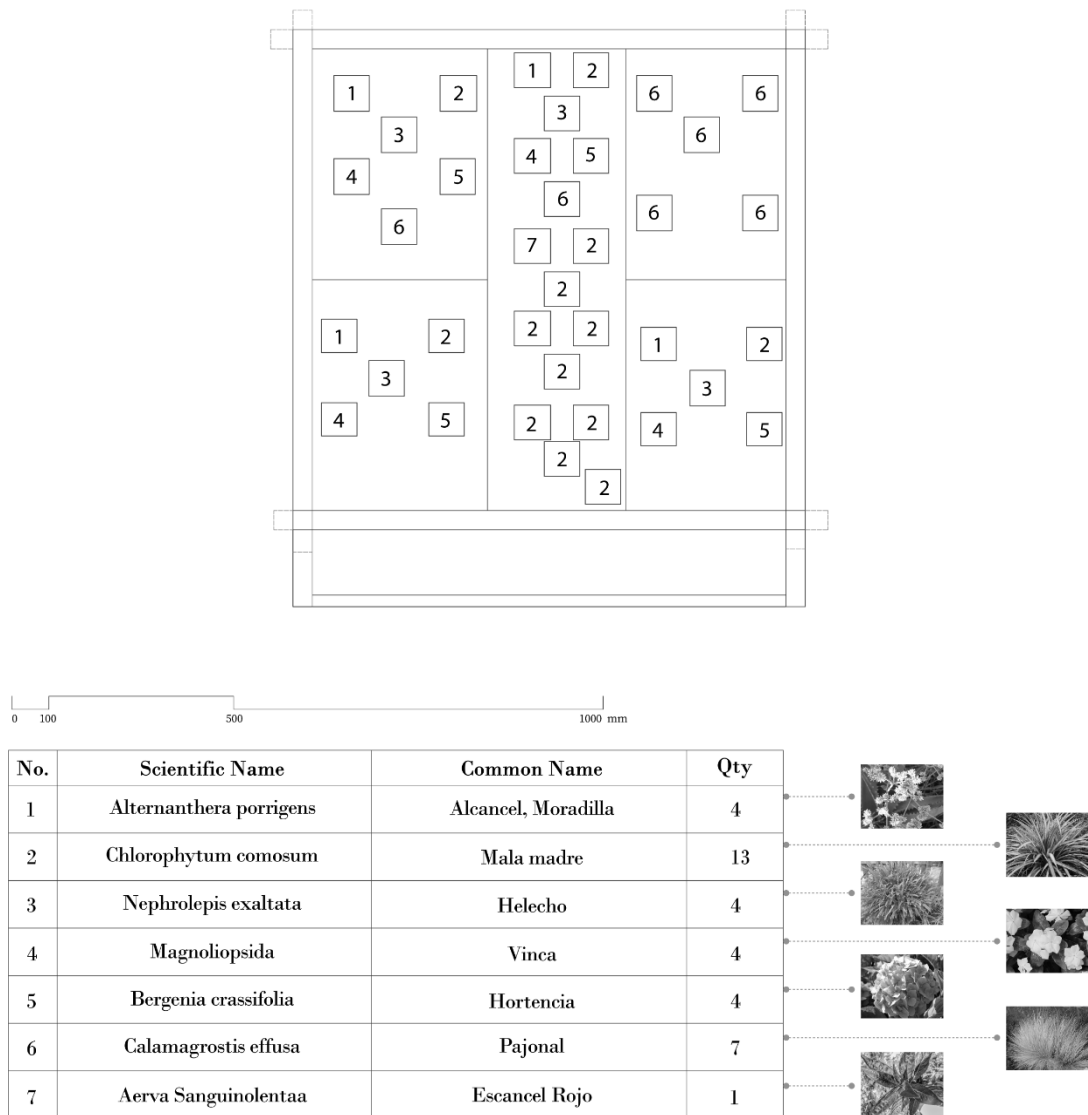 1 2
1 2 6 6
3
3 6
4 5
4 5
6
6 6 6
7 2
2
1 2 2 2
1 2
2
3 3
4 5 2 2
4 5
2
2
0 100 500 1000 mm
No. Scientific Name Common Name Qty
1 Alternanthera porrigens Alcancel, Moradilla 4
2 Chlorophytum comosum Mala madre 13
3 Nephrolepis exaltata Helecho 4
4 Magnoliopsida Vinca 4
5 Bergenia crassifolia Hortencia 4
6 Calamagrostis effusa Pajonal 7
7 Aerva Sanguinolentaa Escancel Rojo 1